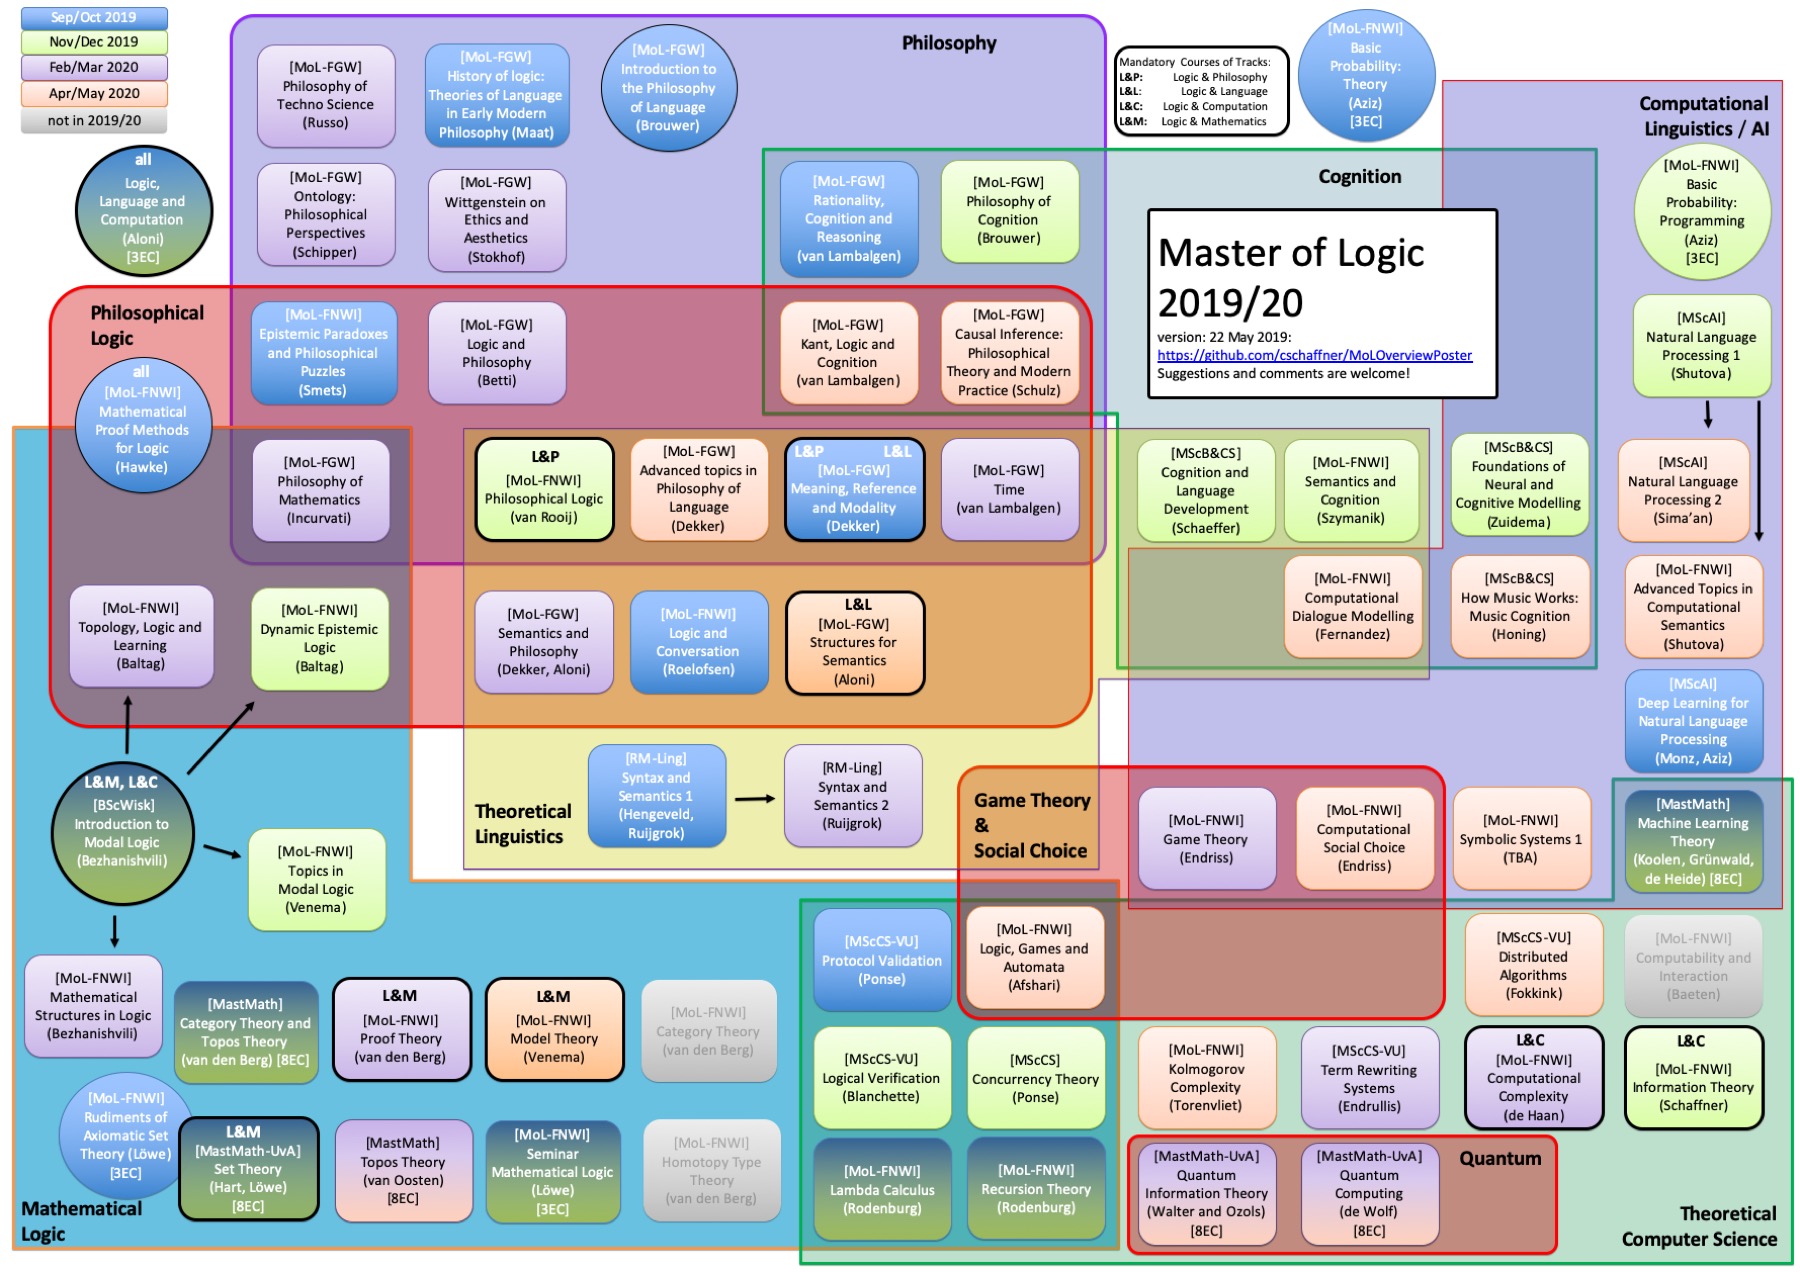 Sep/Oct 2019
Nov/Dec 2019
Feb/Mar 2020
Apr/May 2020
not in 2019/20
all
Logic,
Language and
Computation
(Aloni)
[3EC]
Philosophy
[MoL-FGW]
Philosophy of
Techno Science
(Russo)
[MoL-FGW]
History of logic:
Theories of Language
in Early Modern
Philosophy (Maat)
[MoL-FGW]
Introduction to
the Philosophy
of Language
(Brouwer)
Mandatory Courses of Tracks:
L&P: Logic & Philosophy
L&L: Logic & Language
L&C: Logic & Computation
L&M: Logic & Mathematics
[MoL-FNWI]
Basic
Probability:
Theory
(Aziz)
[3EC]
Computational
Linguistics / AI
[MoL-FGW]
Ontology:
Philosophical
Perspectives
(Schipper)
[MoL-FGW]
Wittgenstein on
Ethics and
Aesthetics
(Stokhof)
[MoL-FGW]
Rationality,
Cognition and
Reasoning
(van Lambalgen)
[MoL-FGW]
Philosophy of
Cognition
(Brouwer)
Cognition
[MoL-FNWI]
Basic
Probability:
Programming
(Aziz)
[3EC]
Master of Logic
2019/20
version: 22 May 2019:
https://github.com/cschaffner/MoLOverviewPoster
Suggestions and comments are welcome!
Philosophical
Logic
all
[MoL-FNWI]
Mathematical
Proof Methods
for Logic
(Hawke)
[MoL-FNWI]
Epistemic Paradoxes
and Philosophical
Puzzles
(Smets)
[MoL-FGW]
Logic and
Philosophy
(Betti)
[MoL-FGW]
Kant, Logic and
Cognition
(van Lambalgen)
[MoL-FGW]
Causal Inference:
Philosophical
Theory and Modern
Practice (Schulz)
[MScAI]
Natural Language
Processing 1
(Shutova)
[MoL-FGW]
Philosophy of
Mathematics
(Incurvati)
L&P
[MoL-FNWI]
Philosophical Logic
(van Rooij)
[MoL-FGW]
Advanced topics in
Philosophy of
Language
(Dekker)
L&P L&L
[MoL-FGW]
Meaning, Reference
and Modality
(Dekker)
[MoL-FGW]
Time
(van Lambalgen)
[MScB&CS]
Cognition and
Language
Development
(Schaeffer)
[MoL-FNWI]
Semantics and
Cognition
(Szymanik)
[MScB&CS]
Foundations of
Neural and
Cognitive Modelling
(Zuidema)
[MScAI]
Natural Language
Processing 2
(Sima'an)
[MoL-FNWI]
Topology, Logic and
Learning
(Baltag)
[MoL-FNWI]
Dynamic Epistemic
Logic
(Baltag)
[MoL-FGW]
Semantics and
Philosophy
(Dekker, Aloni)
[MoL-FNWI]
Logic and
Conversation
(Roelofsen)
L&L
[MoL-FGW]
Structures for
Semantics
(Aloni)
[MoL-FNWI]
Computational
Dialogue Modelling
(Fernandez)
[MScB&CS]
How Music Works:
Music Cognition
(Honing)
[MoL-FNWI]
Advanced Topics in
Computational
Semantics
(Shutova)
[MScAI]
Deep Learning for
Natural Language
Processing
(Monz, Aziz)
L&M, L&C
[BScWisk]
Introduction to
Modal Logic
(Bezhanishvili)
Theoretical
Linguistics
[RM-Ling]
Syntax and
Semantics 1
(Hengeveld,
Ruijgrok)
[RM-Ling]
Syntax and
Semantics 2
(Ruijgrok)
Game Theory
&
Social Choice
[MoL-FNWI]
Game Theory
(Endriss)
[MoL-FNWI]
Computational
Social Choice
(Endriss)
[MoL-FNWI]
Symbolic Systems 1
(TBA)
[MastMath]
Machine Learning
Theory
(Koolen, Grünwald,
de Heide) [8EC]
[MoL-FNWI]
Topics in
Modal Logic
(Venema)
[MScCS-VU]
Protocol Validation
(Ponse)
[MoL-FNWI]
Logic, Games and
Automata
(Afshari)
[MScCS-VU]
Distributed
Algorithms
(Fokkink)
[MoL-FNWI]
Computability and
Interaction
(Baeten)
[MoL-FNWI]
Mathematical
Structures in Logic
(Bezhanishvili)
[MastMath]
Category Theory and
Topos Theory
(van den Berg) [8EC]
L&M
[MoL-FNWI]
Proof Theory
(van den Berg)
L&M
[MoL-FNWI]
Model Theory
(Venema)
[MoL-FNWI]
Category Theory
(van den Berg)
[MScCS-VU]
Logical Verification
(Blanchette)
[MScCS]
Concurrency Theory
(Ponse)
[MoL-FNWI]
Kolmogorov
Complexity
(Torenvliet)
[MScCS-VU]
Term Rewriting
Systems
(Endrullis)
L&C
[MoL-FNWI]
Computational
Complexity
(de Haan)
L&C
[MoL-FNWI]
Information Theory
(Schaffner)
[MoL-FNWI]
Rudiments of
Axiomatic Set
Theory (Löwe)
[3EC]
L&M
[MastMath-UvA]
Set Theory
(Hart, Löwe)
[8EC]
[MastMath]
Topos Theory
(van Oosten)
[8EC]
[MoL-FNWI]
Seminar
Mathematical Logic
(Löwe)
[3EC]
[MoL-FNWI]
Homotopy Type
Theory
(van den Berg)
[MoL-FNWI]
Lambda Calculus
(Rodenburg)
[MoL-FNWI]
Recursion Theory
(Rodenburg)
[MastMath-UvA]
Quantum
Information Theory
(Walter and Ozols)
[8EC]
[MastMath-UvA]
Quantum
Computing
(de Wolf)
[8EC]
Quantum
Mathematical
Logic
Theoretical
Computer Science